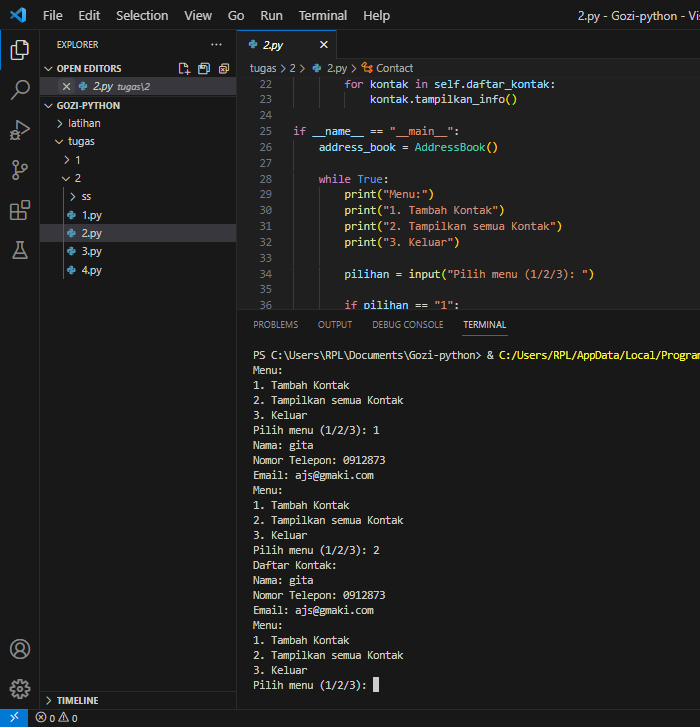 File Edit Selection View Go Run Terminal Help 2.py - Gozi-python - Vis
EXPLORER ...
OPEN EDITORS
2.py tugas\2
GOZI-PYTHON
latihan
tugas
1
2
ss
1.py
2.py
3.py
4.py
TIMELINE
0 0
2.py
tugas > 2 > 2.py > Contact
22 for kontak in self.daftar_kontak:
23 kontak.tampilkan_info()
24
25 if __name__ == "__main__":
26 address_book = AddressBook()
27
28 while True:
29 print("Menu:")
30 print("1. Tambah Kontak")
31 print("2. Tampilkan semua Kontak")
32 print("3. Keluar")
33
34 pilihan = input("Pilih menu (1/2/3): ")
35
36 if pilihan == "1":
PROBLEMS OUTPUT DEBUG CONSOLE TERMINAL
PS C:\Users\RPL\Documents\Gozi-python> & C:/Users/RPL/AppData/Local/Program
Menu:
1. Tambah Kontak
2. Tampilkan semua Kontak
3. Keluar
Pilih menu (1/2/3): 1
Nama: gita
Nomor Telepon: 0912873
Email: ajs@gmaki.com
Menu:
1. Tambah Kontak
2. Tampilkan semua Kontak
3. Keluar
Pilih menu (1/2/3): 2
Daftar Kontak:
Nama: gita
Nomor Telepon: 0912873
Email: ajs@gmaki.com
Menu:
1. Tambah Kontak
2. Tampilkan semua Kontak
3. Keluar
Pilih menu (1/2/3):